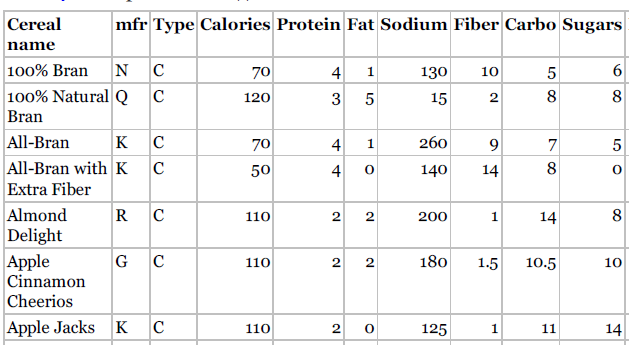 Cereal name mfr Type Calories Protein Fat Sodium Fiber Carbo Sugars
100% Bran N C 70 4 1 130 10 5 6
100% Natural Bran Q C 120 3 5 15 2 8 8
All-Bran K C 70 4 1 260 9 7 5
All-Bran with Extra Fiber K C 50 4 0 140 14 8 0
Almond Delight R C 110 2 2 200 1 14 8
Apple Cinnamon Cheerios G C 110 2 2 180 1.5 10.5 10
Apple Jacks K C 110 2 0 125 1 11 14